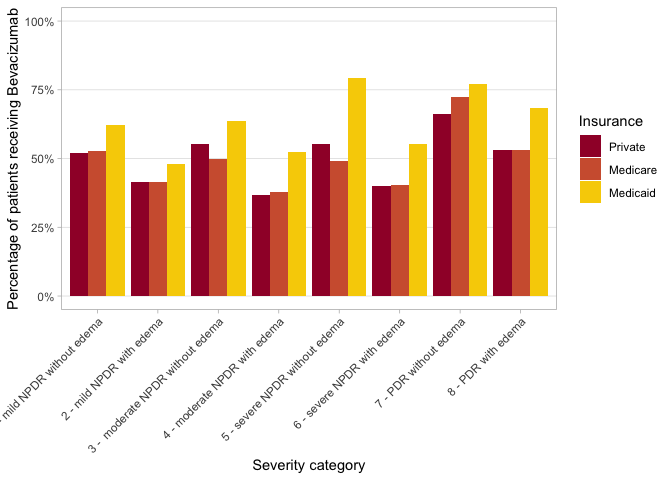 Percentage of patients receiving Bevacizumab
100%
75%
50%
25%
0%
- mild NPDR without edema
2 - mild NPDR with edema
3 -  moderate NPDR without edema
4 - moderate NPDR with edema
5 - severe NPDR without edema
6 - severe NPDR with edema
7 - PDR without edema
8 - PDR with edema
Severity category
Insurance
Private
Medicare
Medicaid